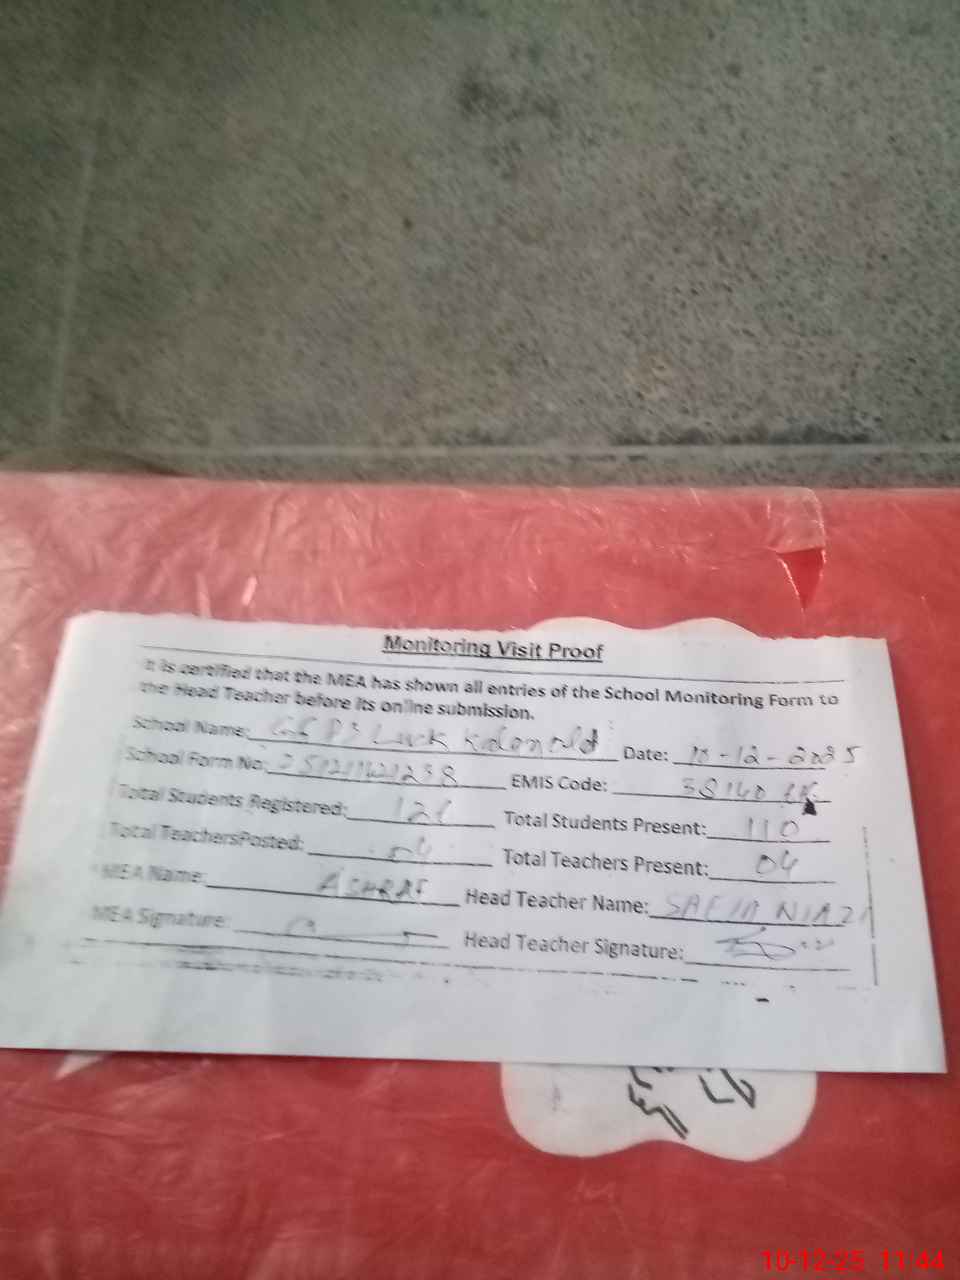 Monitoring Visit Proof
It is certified that the MEA has shown all entries of the School Monitoring Form to
the Head Teacher before its online submission.
School Name: Date: 10-12-2025
School Form No: EMIS Code:
Total Students Registered: Total Students Present: 110
Total TeachersPosted: 04 Total Teachers Present: 04
MEA Name: ASHRAF Head Teacher Name: SAFIA NIAZI
MEA Signature: Head Teacher Signature:
10-12-25 11:44